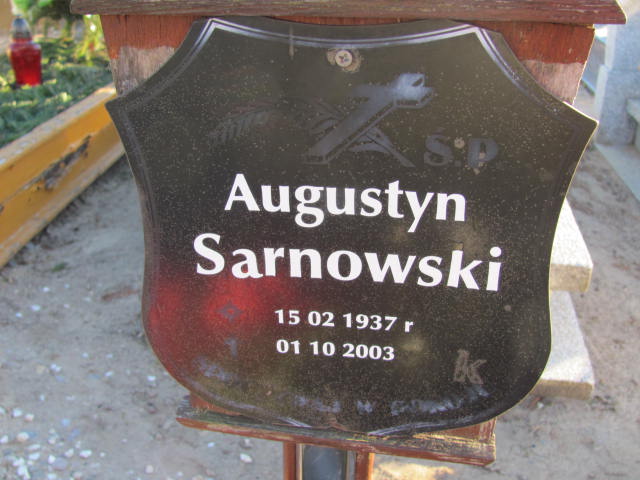 Ś.P
Augustyn
Sarnowski
15 02 1937 r
01 10 2003
k